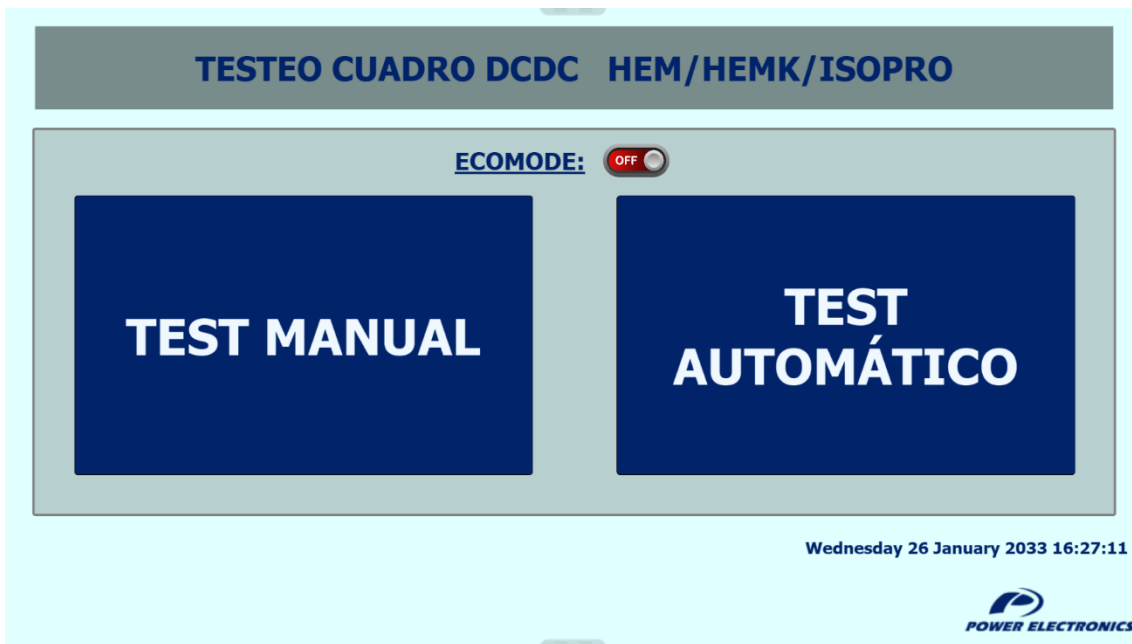 TESTEO CUADRO DCDC HEM/HEMK/ISOPRO
ECOMODE: OFF
TEST MANUAL
TEST
AUTOMÁTICO
Wednesday 26 January 2033 16:27:11
POWER ELECTRONICS